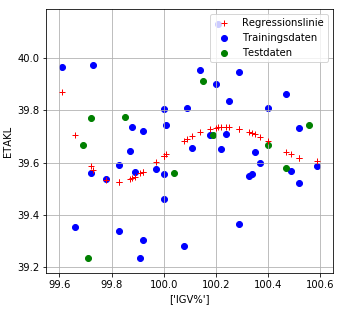 Regressionslinie
Trainingsdaten
Testdaten
ETAKL
40.0
39.8
39.6
39.4
39.2
99.6 99.8 100.0 100.2 100.4 100.6
['IGV%']